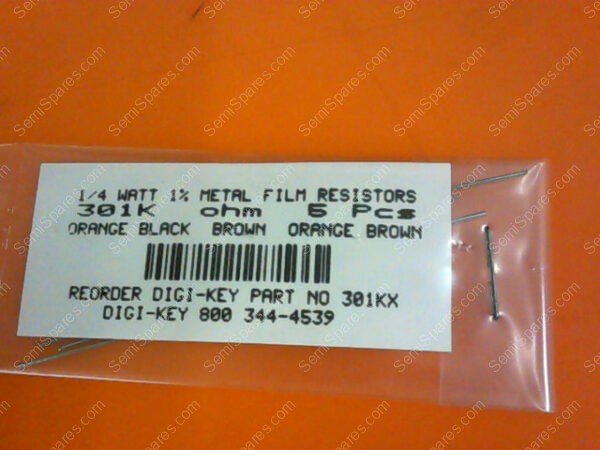 1/4 WATT 1% METAL FILM RESISTORS
301K ohm 5 Pcs
ORANGE BLACK BROWN ORANGE BROWN
REORDER DIGI-KEY PART NO 301KX
DIGI-KEY 800 344-4539
SemiSpares.com